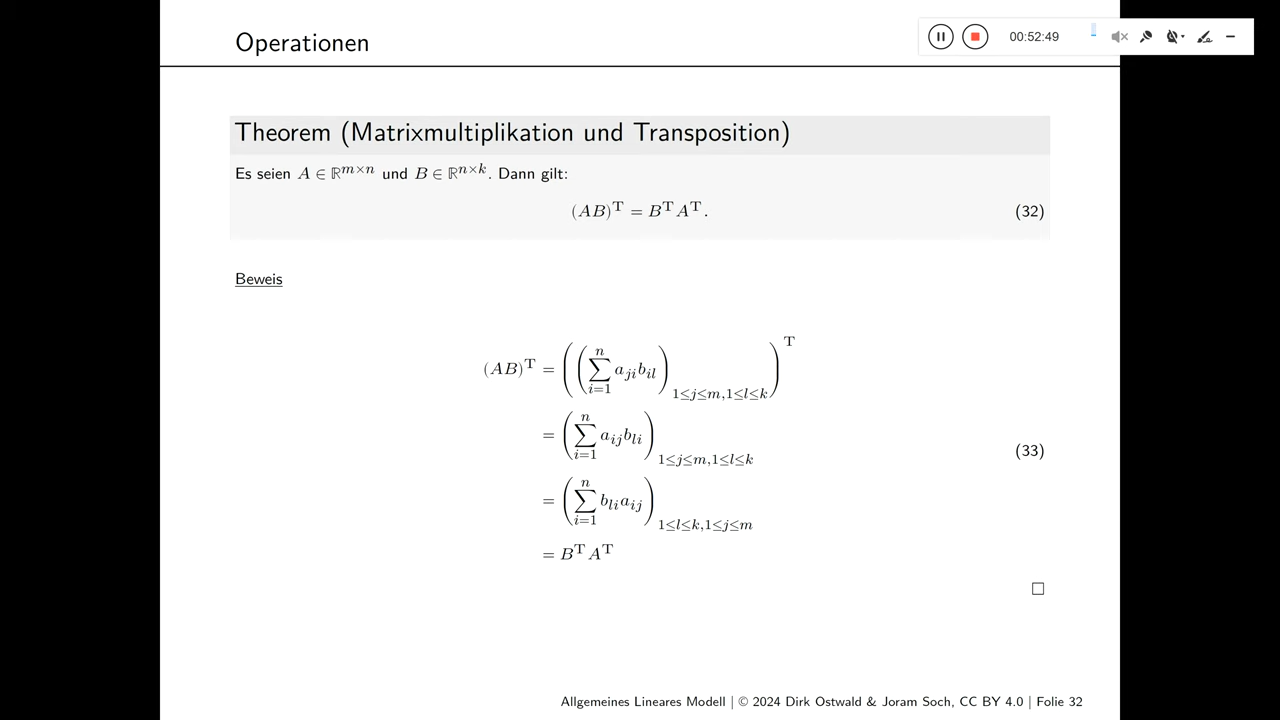 Operationen
00:52:49
Theorem (Matrixmultiplikation und Transposition)
Es seien A ∈ ℝ^{m×n} und B ∈ ℝ^{n×k}. Dann gilt:
(AB)^T = B^T A^T. (32)
Beweis
(AB)^T = ((∑_{i=1}^{n} a_{ji}b_{il})_{1≤j≤m,1≤l≤k})^T
= (∑_{i=1}^{n} a_{ij}b_{li})_{1≤j≤m,1≤l≤k} (33)
= (∑_{i=1}^{n} b_{li}a_{ij})_{1≤l≤k,1≤j≤m}
= B^T A^T
□
Allgemeines Lineares Modell | © 2024 Dirk Ostwald & Joram Soch, CC BY 4.0 | Folie 32